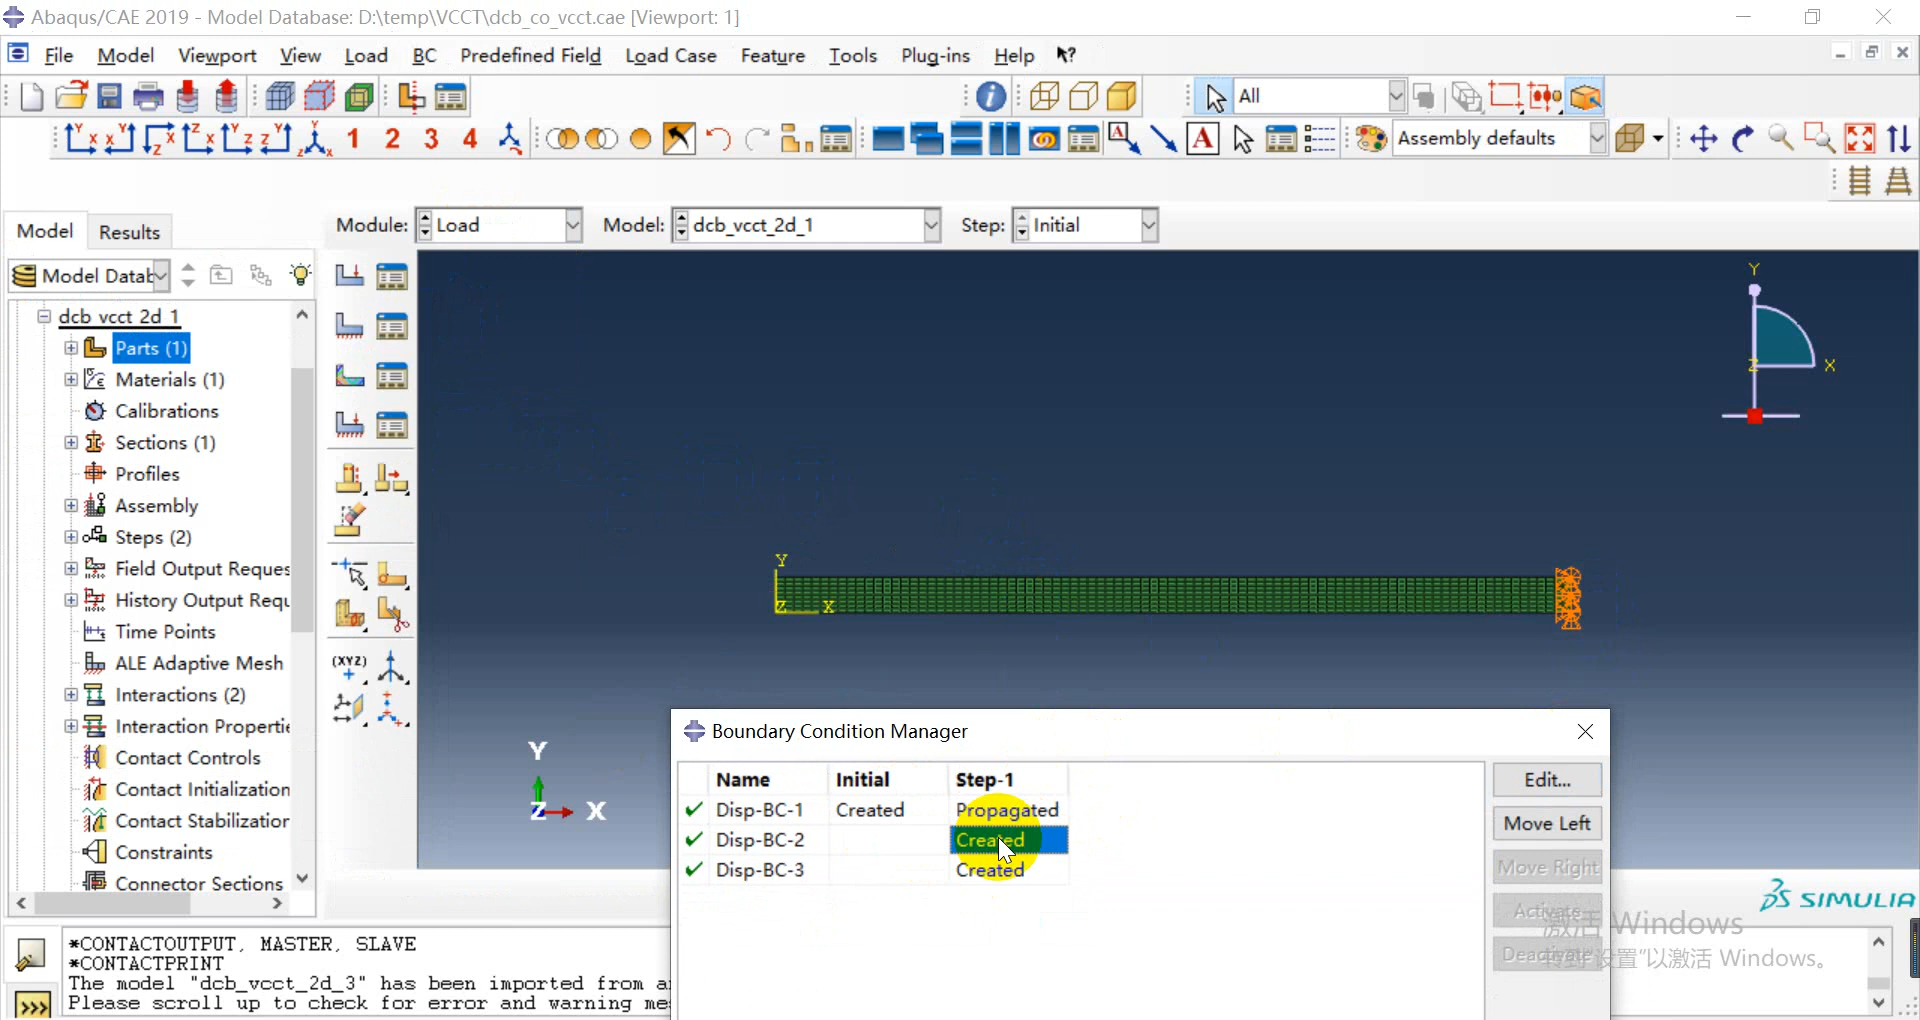 Abaqus/CAE 2019 - Model Database: D:\temp\VCCT\dcb_co_vcct.cae [Viewport: 1]
File Model Viewport View Load BC Predefined Field Load Case Feature Tools Plug-ins Help
All
1 2 3 4
Assembly defaults
Model Results
Module: Load Model: dcb_vcct_2d_1 Step: Initial
Model Datab
dcb_vcct_2d_1
Parts (1)
Materials (1)
Calibrations
Sections (1)
Profiles
Assembly
Steps (2)
Field Output Reques
History Output Requ
Time Points
ALE Adaptive Mesh
Interactions (2)
Interaction Properti
Contact Controls
Contact Initialization
Contact Stabilization
Constraints
Connector Sections
(XYZ)
Y
X
Z
Y
Z X
Y
Z X
Boundary Condition Manager
Name Initial Step-1
Disp-BC-1 Created Propagated
Disp-BC-2 Created
Disp-BC-3 Created
Edit...
Move Left
Move Right
Activate
Deactivate
SIMULIA
激活 Windows
转到"设置"以激活 Windows。
*CONTACTOUTPUT, MASTER, SLAVE
*CONTACTPRINT
The model "dcb_vcct_2d_3" has been imported from a
Please scroll up to check for error and warning me